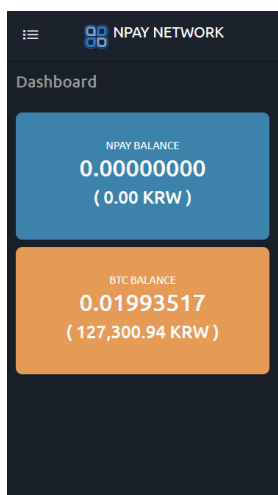 NPAY NETWORK
Dashboard
NPAY BALANCE
0.00000000
( 0.00 KRW )
BTC BALANCE
0.01993517
( 127,300.94 KRW )